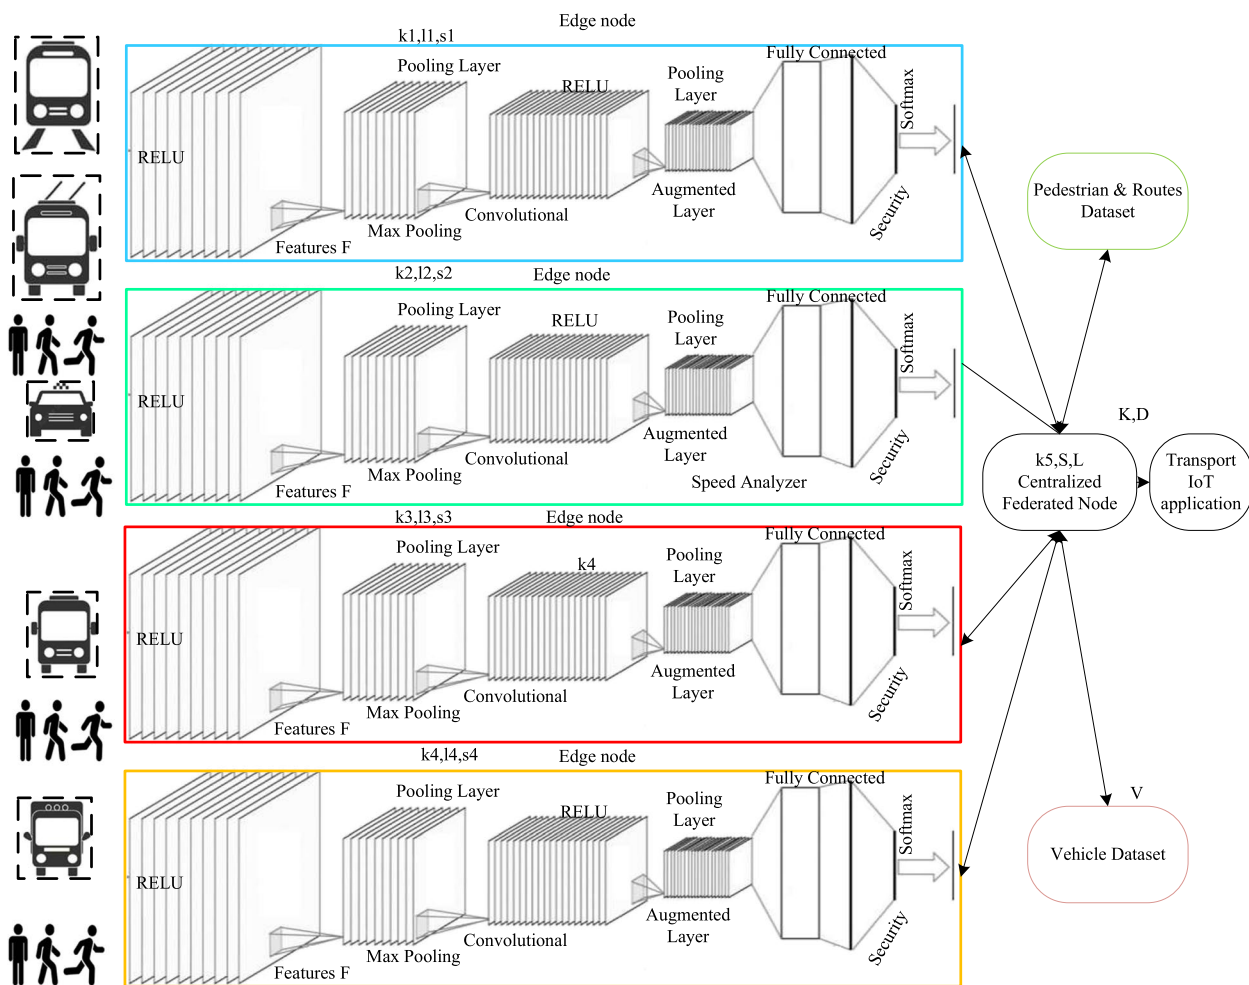 Edge node
k1,l1,s1
Pooling Layer
RELU
RELU
Pooling
Layer
Fully Connected
Softmax
Features F
Max Pooling
Convolutional
Augmented
Layer
Security
k2,l2,s2
Edge node
Pooling Layer
RELU
RELU
Pooling
Layer
Fully Connected
Softmax
Features F
Max Pooling
Convolutional
Augmented
Layer
Speed Analyzer
Security
k3,l3,s3
Edge node
Pooling Layer
RELU
k4
Pooling
Layer
Fully Connected
Softmax
Features F
Max Pooling
Convolutional
Augmented
Layer
Security
k4,l4,s4
Edge node
Pooling Layer
RELU
RELU
Pooling
Layer
Fully Connected
Softmax
Features F
Max Pooling
Convolutional
Augmented
Layer
Security
Pedestrian & Routes
Dataset
K,D
k5,S,L
Centralized
Federated Node
Transport
IoT
application
V
Vehicle Dataset